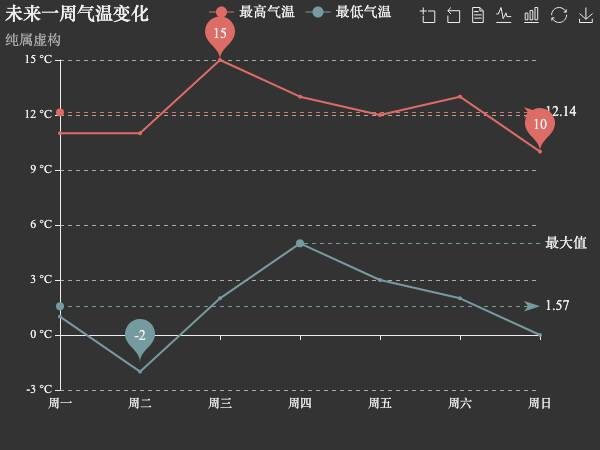 未来一周气温变化
纯属虚构
最高气温 最低气温
15
15 °C
12 °C
12.14
10
9 °C
6 °C
最大值
3 °C
1.57
0 °C
-2
-3 °C
周一 周二 周三 周四 周五 周六 周日